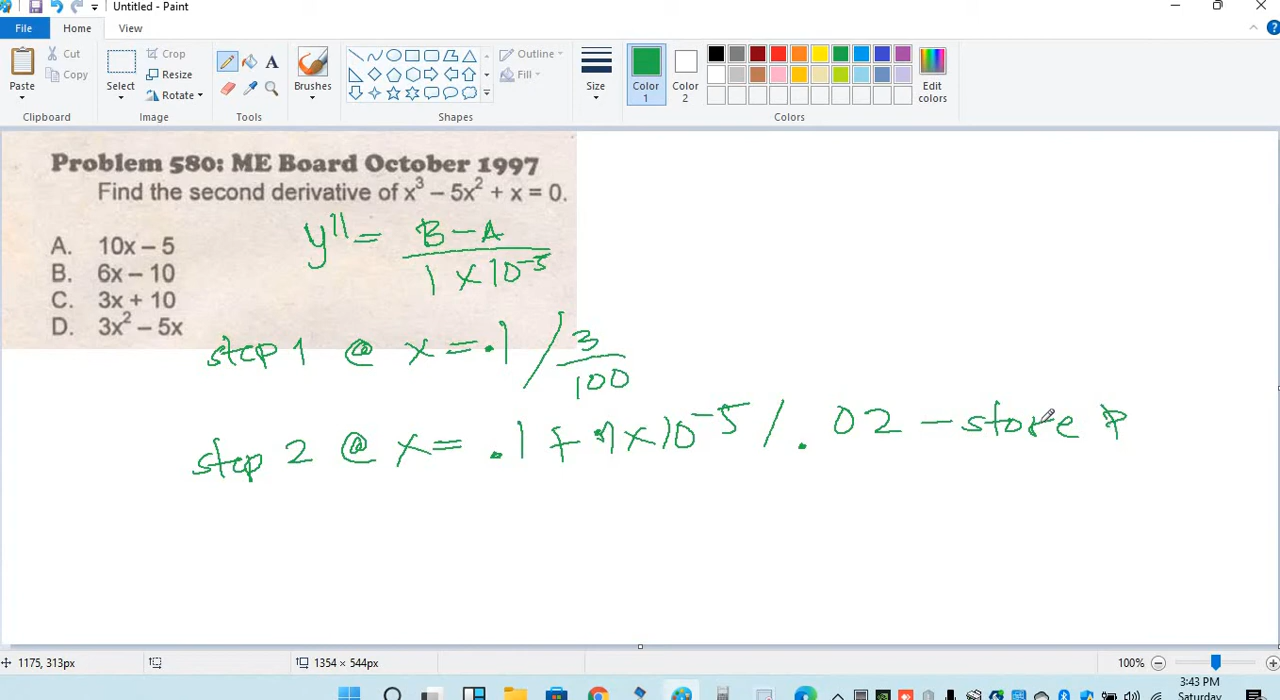 Untitled - Paint
File Home View
Paste Cut Copy Clipboard
Select Crop Resize Rotate Image
Tools
Brushes
Outline Fill Shapes
Size
Color 1 Color 2 Edit colors Colors
Problem 580: ME Board October 1997
Find the second derivative of x³ – 5x² + x = 0.
A. 10x – 5
B. 6x – 10
C. 3x + 10
D. 3x² – 5x
y'' = B - A / 1 x 10⁻⁵
step 1 @ x = .1 / 3/100
step 2 @ x = .1 + 1x10⁻⁵ / .02 - store
1175, 313px
1354 × 544px
100%
3:43 PM
Saturday